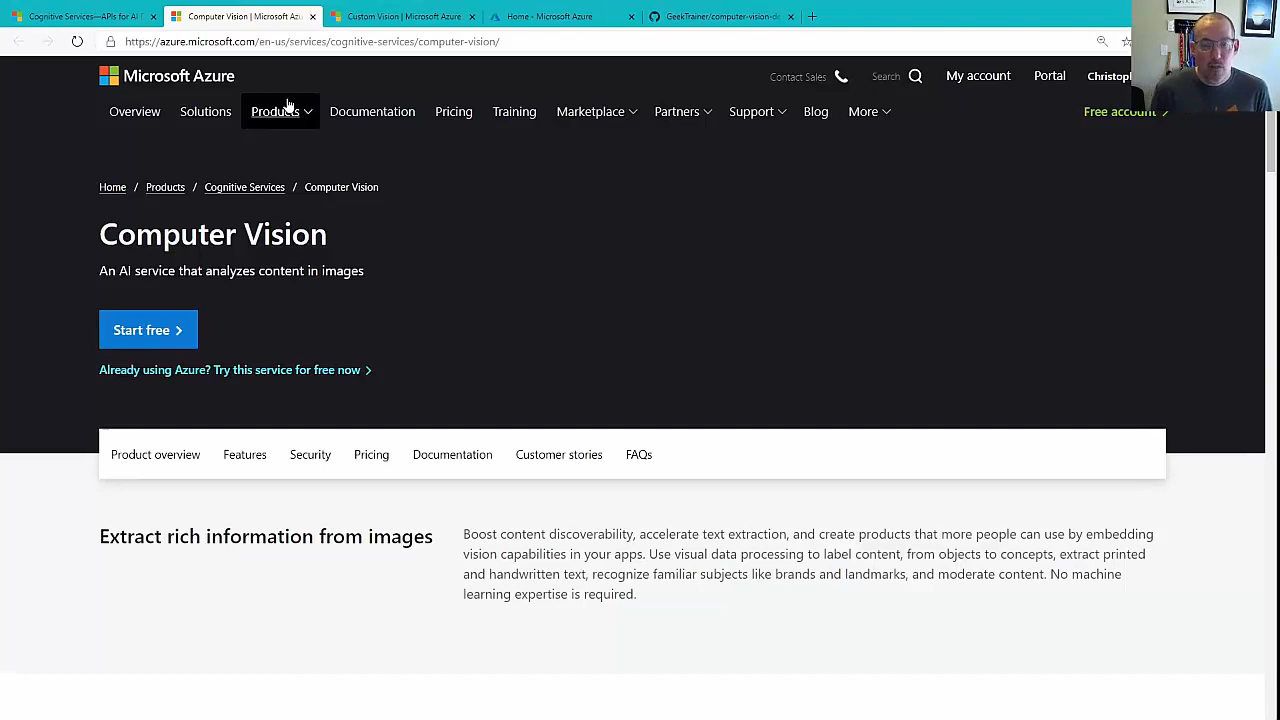 Cognitive Services—APIs for AI D
Computer Vision | Microsoft Azu
Custom Vision | Microsoft Azure
Home - Microsoft Azure
GeekTrainer/computer-vision-de
https://azure.microsoft.com/en-us/services/cognitive-services/computer-vision/
Microsoft Azure
Contact Sales
Search
My account
Portal
Christoph
Overview
Solutions
Products
Documentation
Pricing
Training
Marketplace
Partners
Support
Blog
More
Free account
Home / Products / Cognitive Services / Computer Vision
Computer Vision
An AI service that analyzes content in images
Start free
Already using Azure? Try this service for free now
Product overview
Features
Security
Pricing
Documentation
Customer stories
FAQs
Extract rich information from images
Boost content discoverability, accelerate text extraction, and create products that more people can use by embedding
vision capabilities in your apps. Use visual data processing to label content, from objects to concepts, extract printed
and handwritten text, recognize familiar subjects like brands and landmarks, and moderate content. No machine
learning expertise is required.